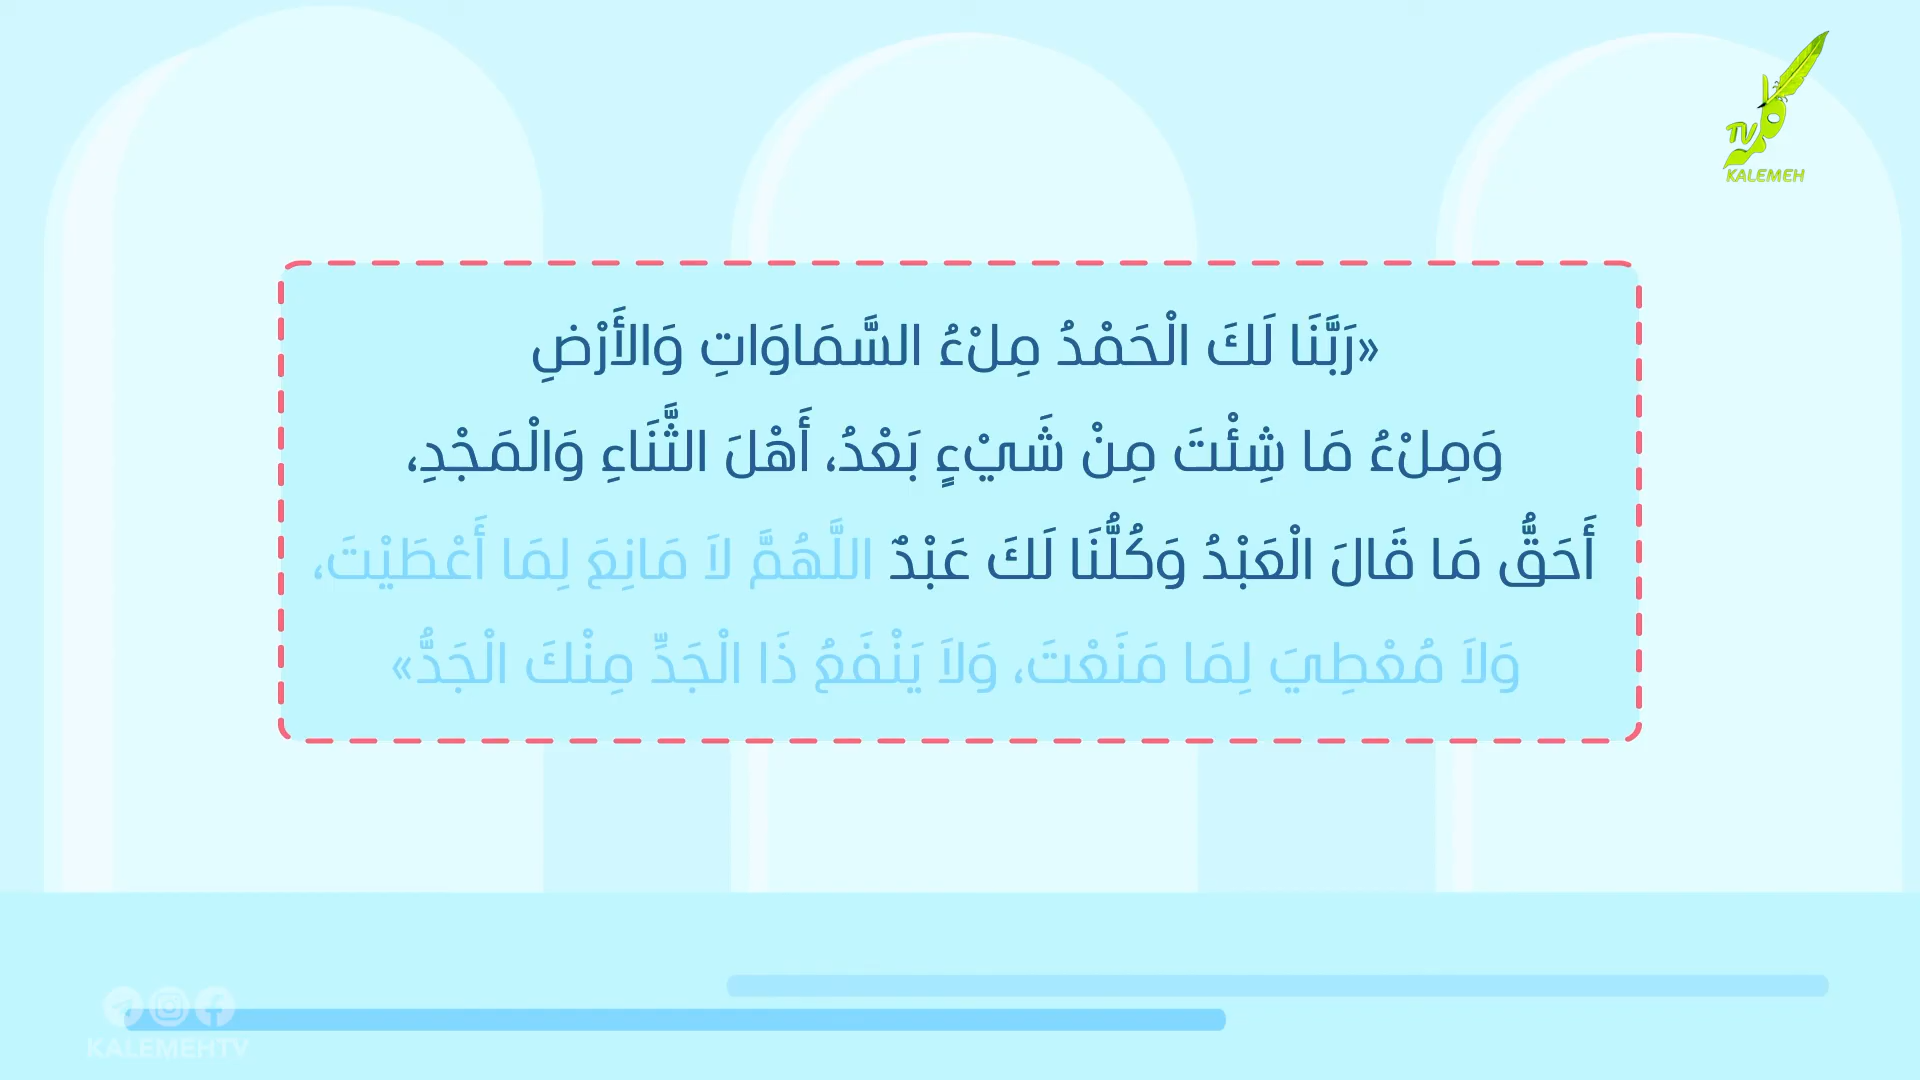 TV
KALEMEH
«رَبَّنَا لَكَ الْحَمْدُ مِلْءُ السَّمَاوَاتِ وَالأَرْضِ
وَمِلْءُ مَا شِئْتَ مِنْ شَيْءٍ بَعْدُ، أَهْلَ الثَّنَاءِ وَالْمَجْدِ،
أَحَقُّ مَا قَالَ الْعَبْدُ وَكُلُّنَا لَكَ عَبْدٌ اللَّهُمَّ لاَ مَانِعَ لِمَا أَعْطَيْتَ،
وَلاَ مُعْطِيَ لِمَا مَنَعْتَ، وَلاَ يَنْفَعُ ذَا الْجَدِّ مِنْكَ الْجَدُّ»
KALEMEHTV